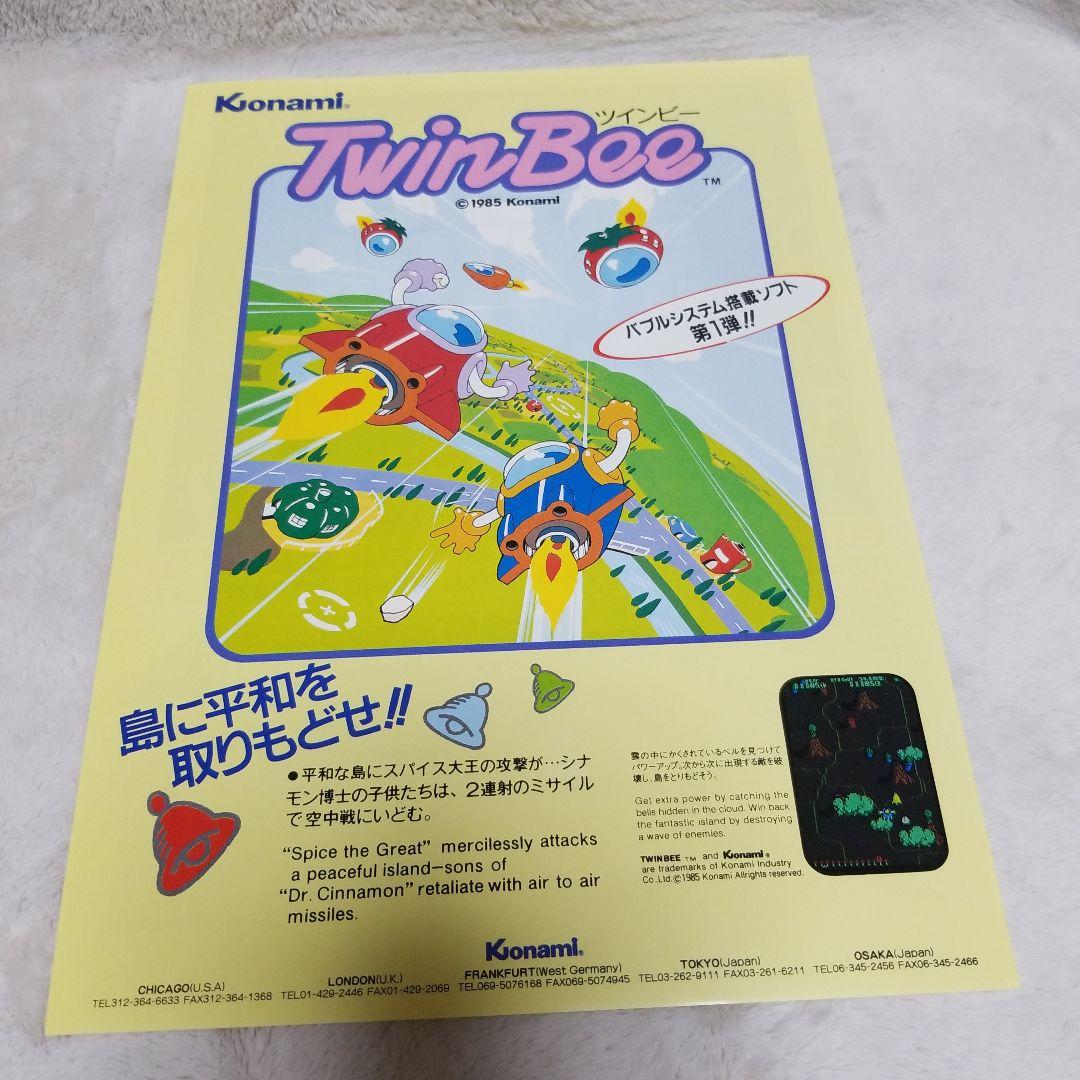 Konami®
ツインビー
TwinBee™
©1985 Konami
バブルシステム搭載ソフト
第1弾!!
島に平和を
取りもどせ!!
●平和な島にスパイス大王の攻撃が…シナ
モン博士の子供たちは、2連射のミサイル
で空中戦にいどむ。
"Spice the Great" mercilessly attacks
a peaceful island—sons of
"Dr. Cinnamon" retaliate with air to air
missiles.
雲の中にかくされているベルを見つけて
パワーアップ。次から次に出現する敵を破
壊し、島をとりもどそう。
Get extra power by catching the
bells hidden in the cloud. Win back
the fantastic island by destroying
a wave of enemies.
TWINBEE ™ and Konami®
are trademarks of Konami Industry
Co.,Ltd.©1985 Konami Allrights reserved.
Konami®
CHICAGO(U.S.A)
TEL312-364-6633 FAX312-364-1368
LONDON(U.K.)
TEL01-429-2446 FAX01-429-2069
FRANKFURT(West Germany)
TEL069-5076168 FAX069-5074945
TOKYO(Japan)
TEL03-262-9111 FAX03-261-6211
OSAKA(Japan)
TEL06-345-2456 FAX06-345-2466